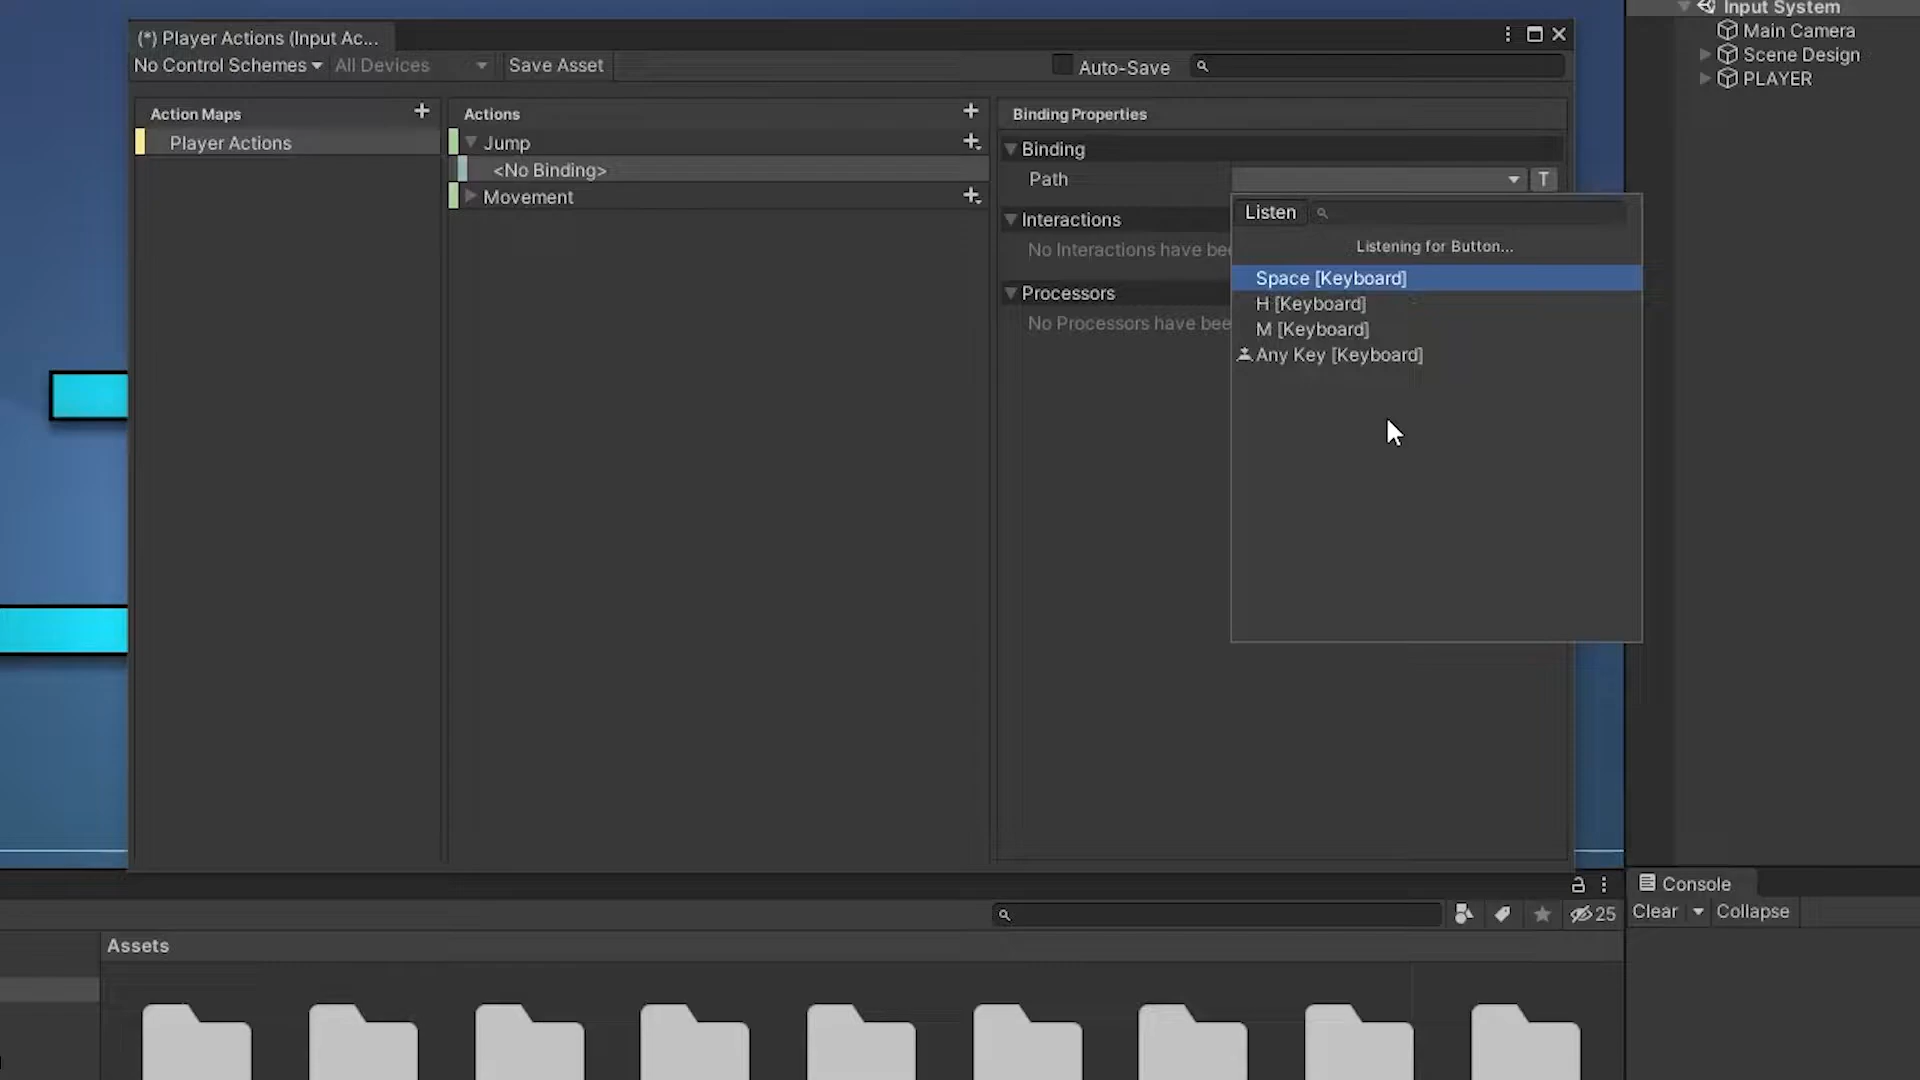 (*) Player Actions (Input Ac...
No Control Schemes
All Devices
Save Asset
Auto-Save
Action Maps
Player Actions
Actions
Jump
<No Binding>
Movement
Binding Properties
Binding
Path
T
Interactions
No Interactions have bee
Processors
No Processors have bee
Listen
Listening for Button...
Space [Keyboard]
H [Keyboard]
M [Keyboard]
Any Key [Keyboard]
Input System
Main Camera
Scene Design
PLAYER
25
Assets
Console
Clear
Collapse